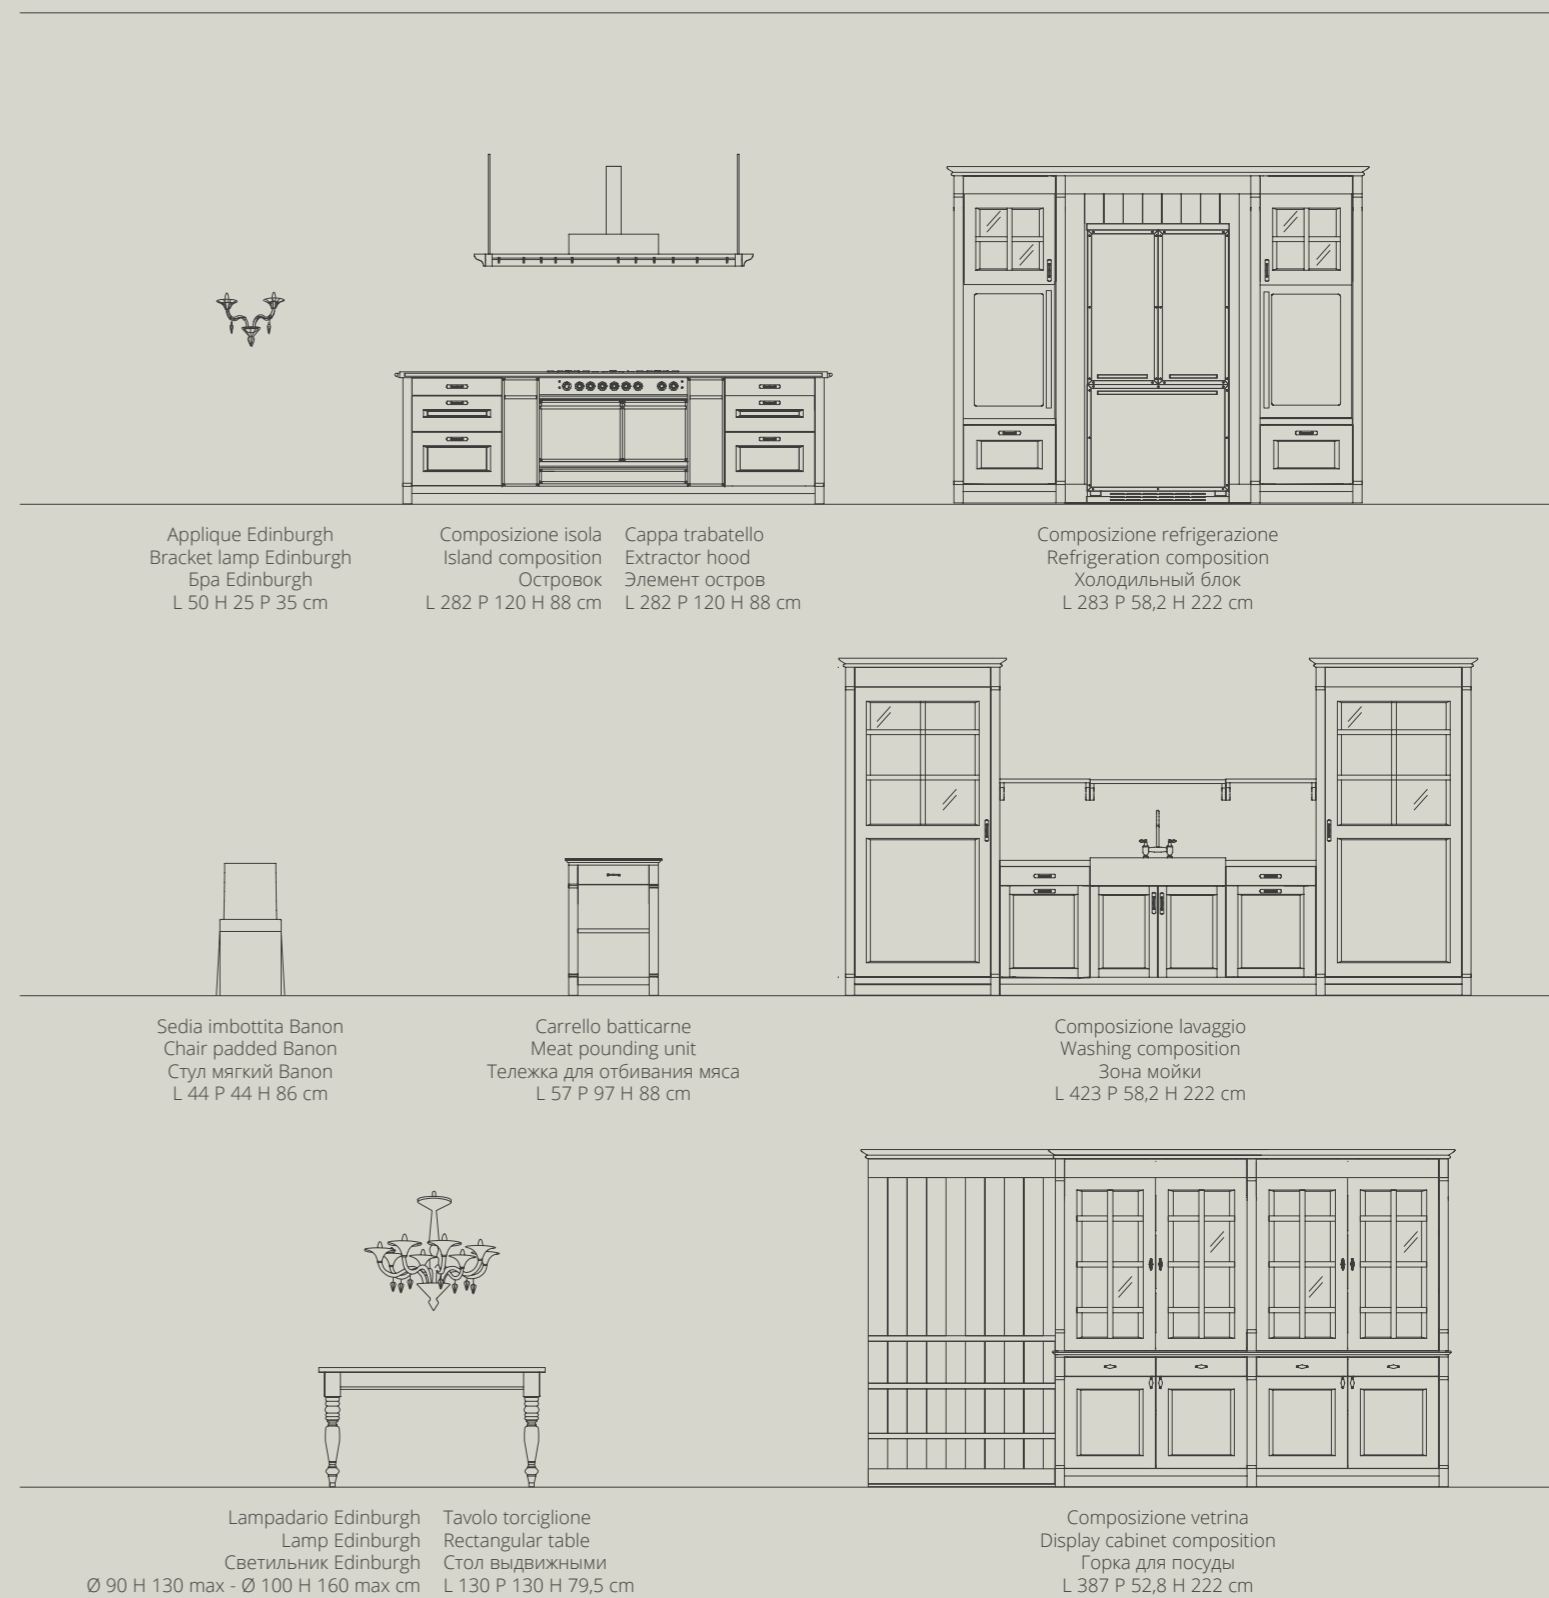 Applique Edinburgh
Bracket lamp Edinburgh
Бра Edinburgh
L 50 H 25 P 35 cm
Composizione isola
Island composition
Островок
L 282 P 120 H 88 cm
Cappa trabatello
Extractor hood
Элемент остров
L 282 P 120 H 88 cm
Composizione refrigerazione
Refrigeration composition
Холодильный блок
L 283 P 58,2 H 222 cm
Sedia imbottita Banon
Chair padded Banon
Стул мягкий Banon
L 44 P 44 H 86 cm
Carrello batticarne
Meat pounding unit
Тележка для отбивания мяса
L 57 P 97 H 88 cm
Composizione lavaggio
Washing composition
Зона мойки
L 423 P 58,2 H 222 cm
Lampadario Edinburgh
Lamp Edinburgh
Светильник Edinburgh
Ø 90 H 130 max - Ø 100 H 160 max cm
Tavolo torciglione
Rectangular table
Стол выдвижными
L 130 P 130 H 79,5 cm
Composizione vetrina
Display cabinet composition
Горка для посуды
L 387 P 52,8 H 222 cm